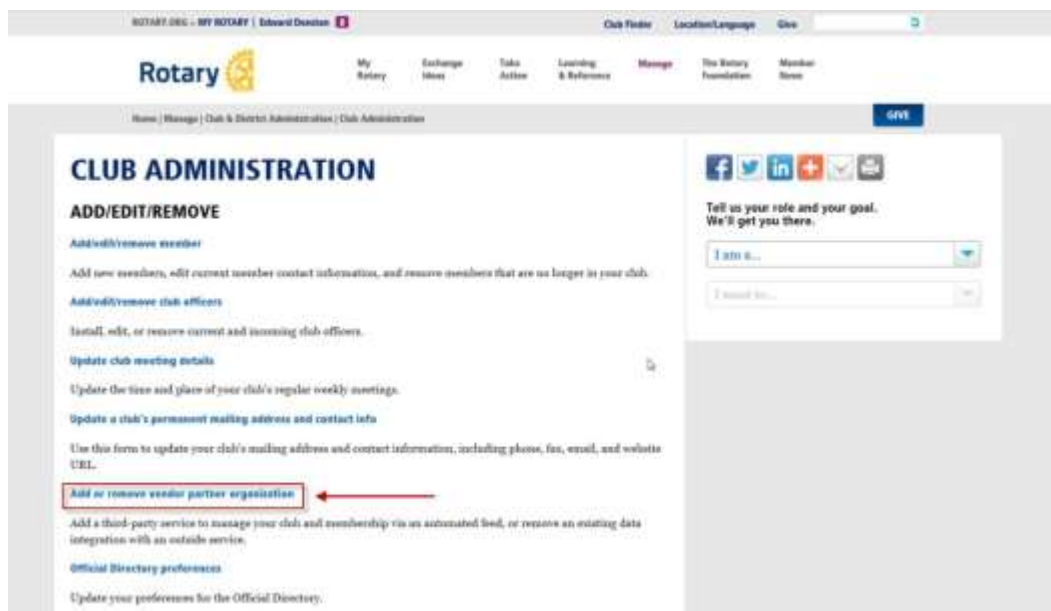 ROTARY.ORG – MY ROTARY | Edward Dunston 0
Club Finder Location/Language Give
Rotary
My Rotary
Exchange Ideas
Take Action
Learning & Reference
Manage
The Rotary Foundation
Member News
Home | Manage | Club & District Administration | Club Administration
GIVE
CLUB ADMINISTRATION
ADD/EDIT/REMOVE
Add/edit/remove member
Add new members, edit current member contact information, and remove members that are no longer in your club.
Add/edit/remove club officers
Install, edit, or remove current and incoming club officers.
Update club meeting details
Update the time and place of your club's regular weekly meetings.
Update a club's permanent mailing address and contact info
Use this form to update your club's mailing address and contact information, including phone, fax, email, and website
URL.
Add or remove vendor partner organization
Add a third-party service to manage your club and membership via an automated feed, or remove an existing data
integration with an outside service.
Official Directory preferences
Update your preferences for the Official Directory.
Tell us your role and your goal.
We'll get you there.
I am a...
I want to...